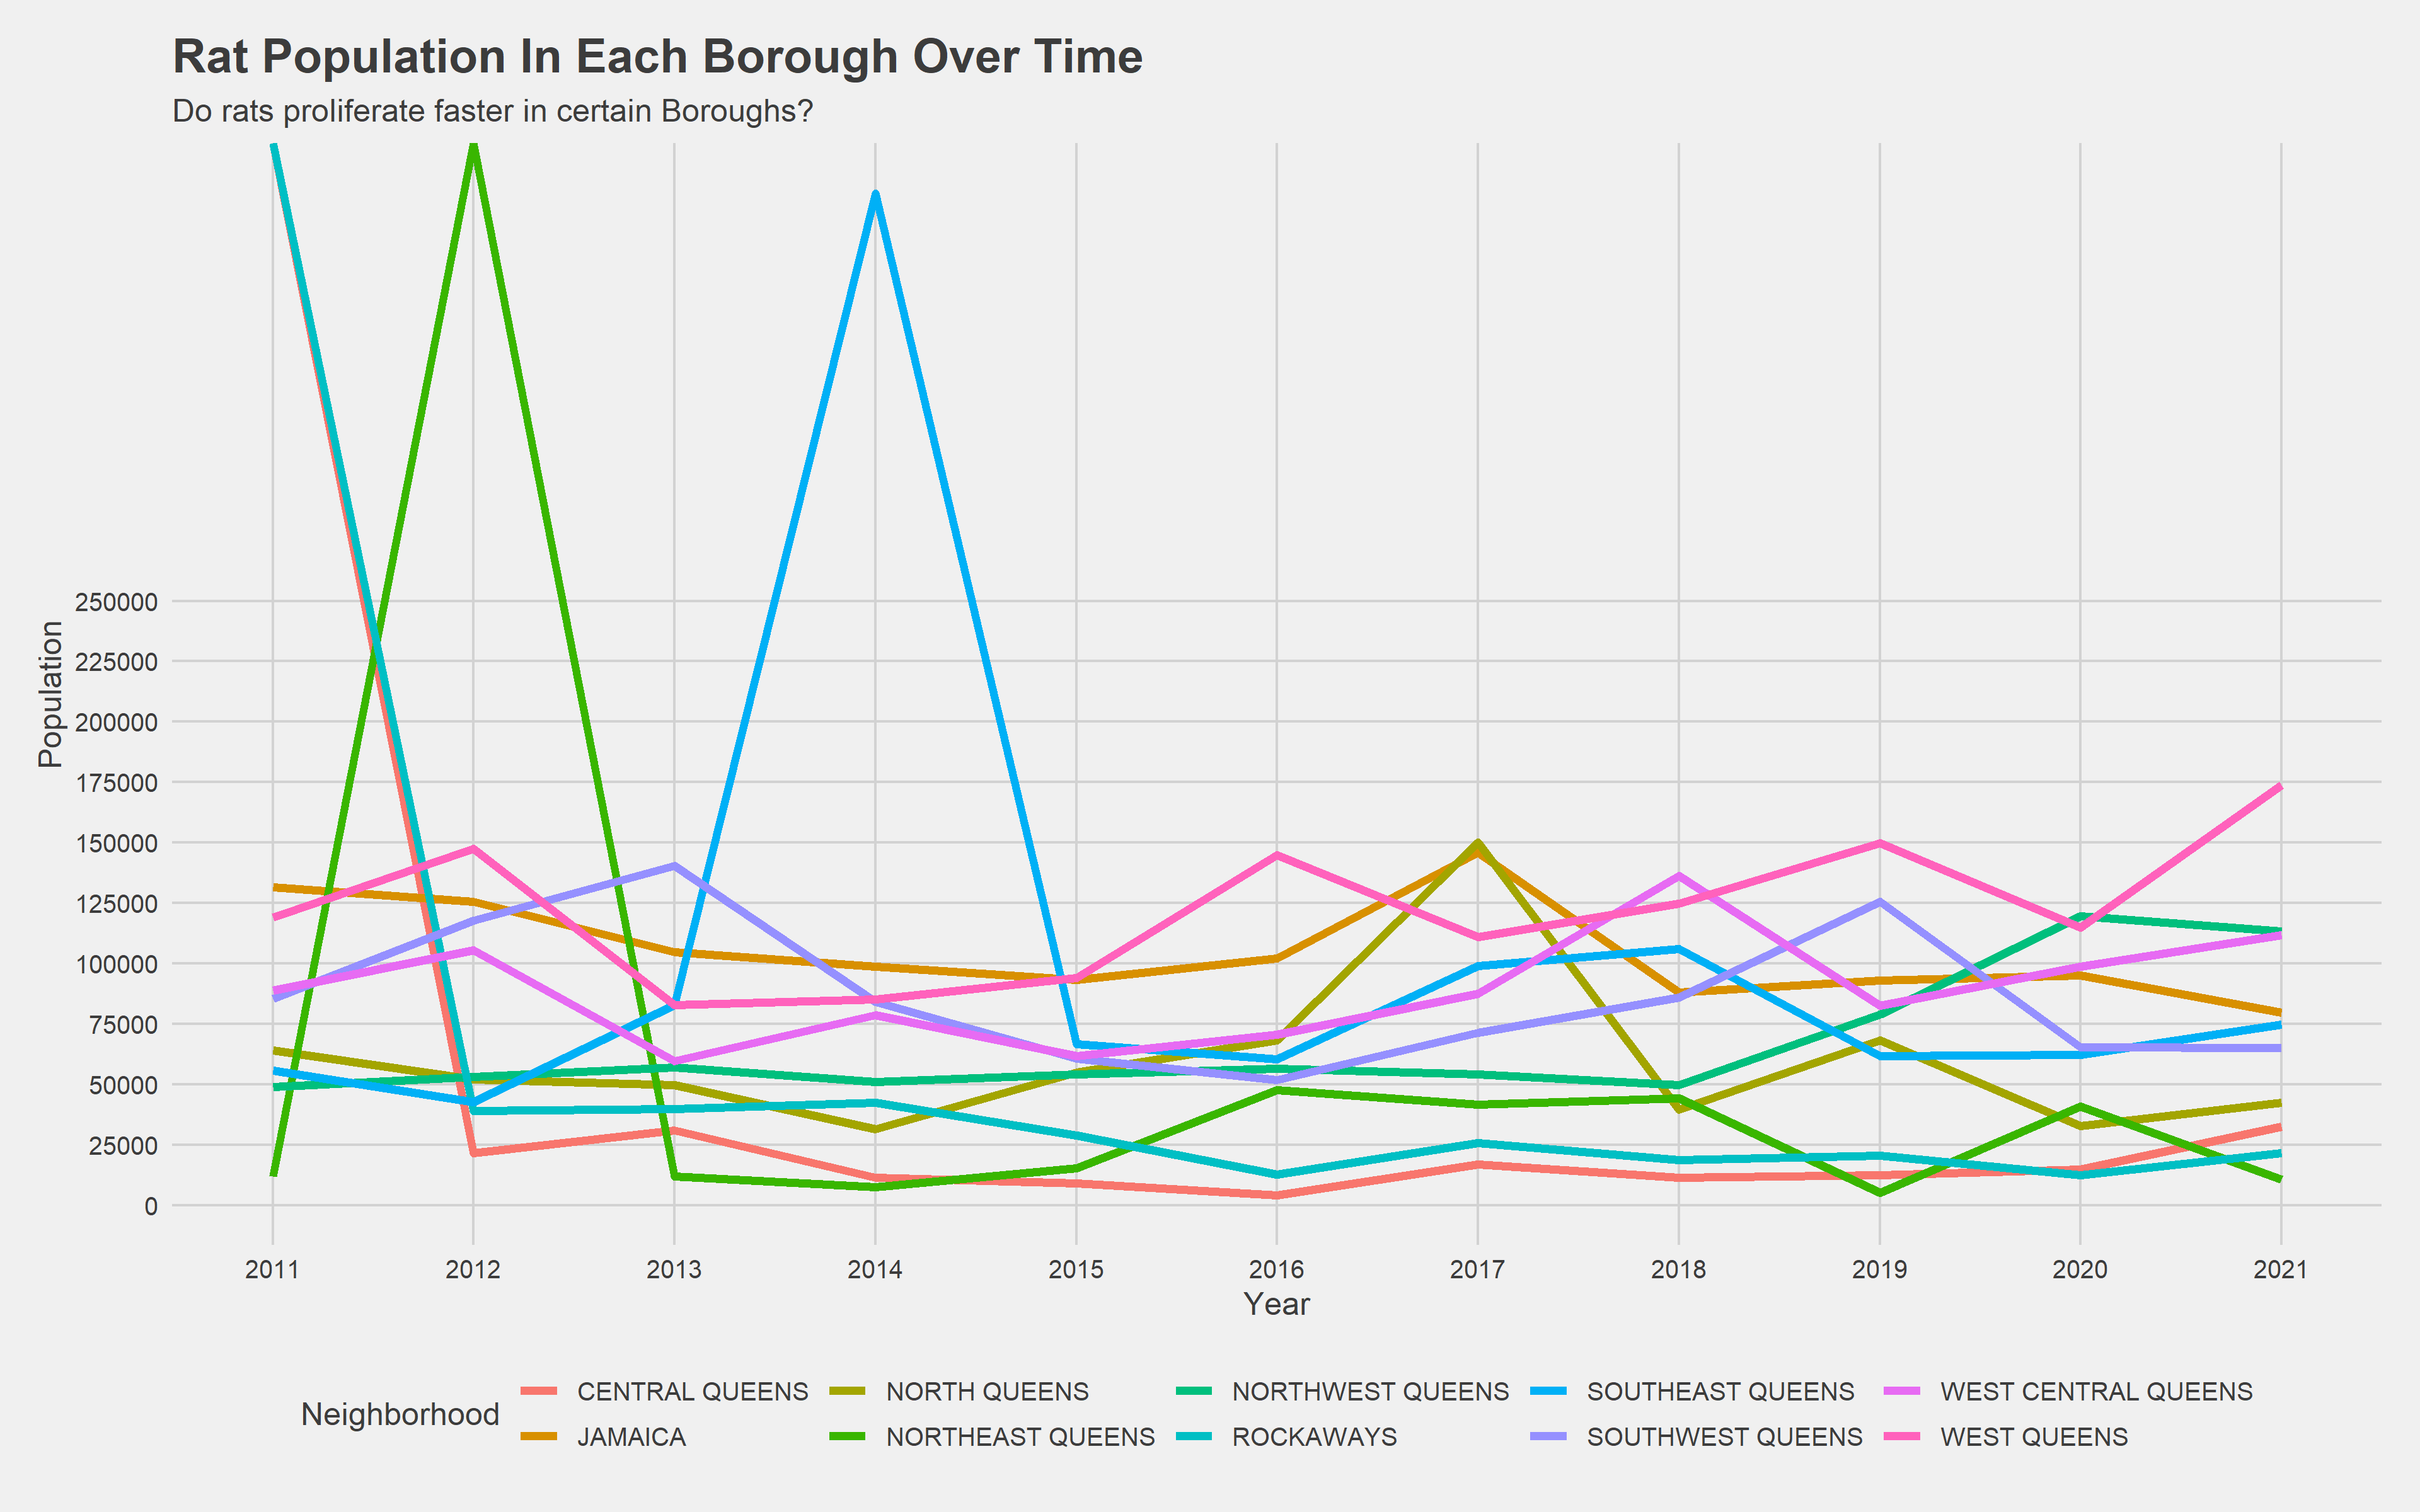 Rat Population In Each Borough Over Time
Do rats proliferate faster in certain Boroughs?
Population
250000
225000
200000
175000
150000
125000
100000
75000
50000
25000
0
2011 2012 2013 2014 2015 2016 2017 2018 2019 2020 2021
Year
Neighborhood
CENTRAL QUEENS NORTH QUEENS NORTHWEST QUEENS SOUTHEAST QUEENS WEST CENTRAL QUEENS
JAMAICA NORTHEAST QUEENS ROCKAWAYS SOUTHWEST QUEENS WEST QUEENS